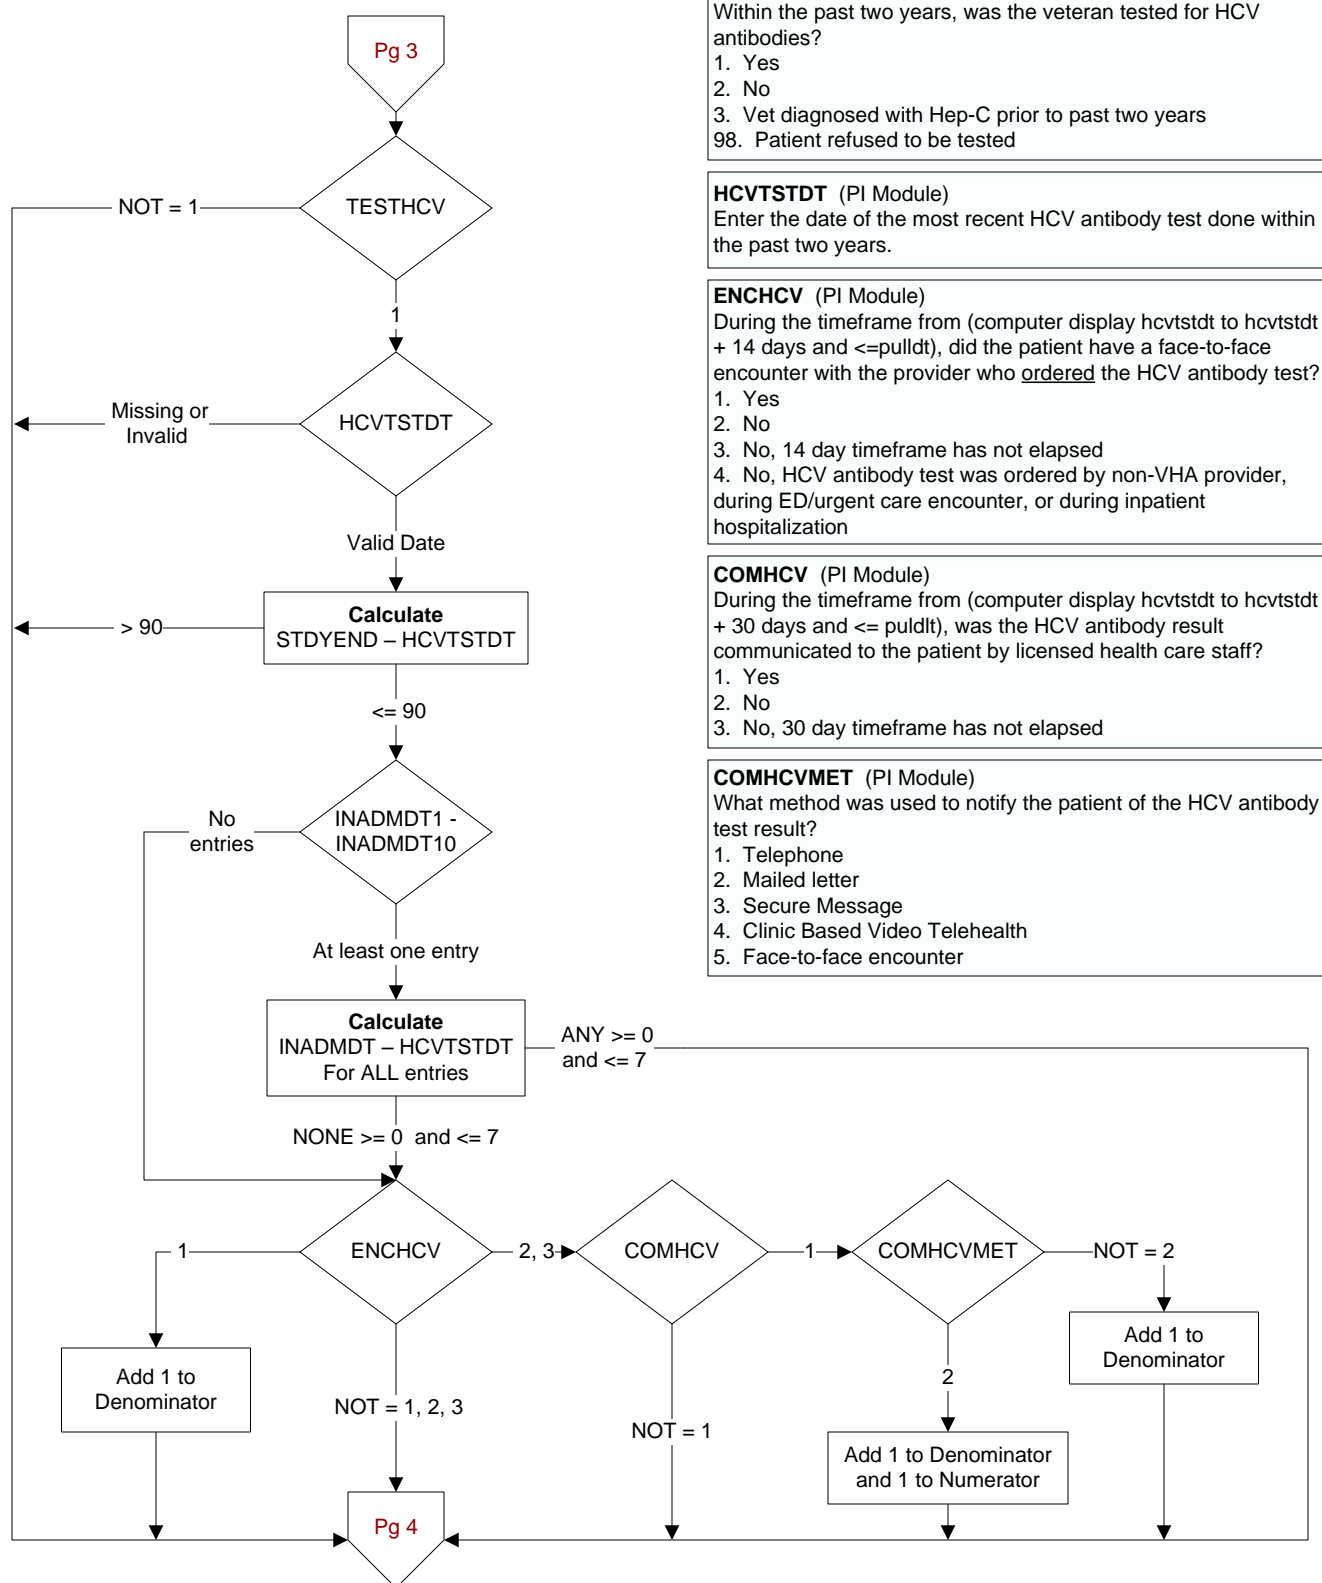 Pg 3
TESTHCV
NOT = 1
1
HCVTSTDT
Missing or
Invalid
Valid Date
Calculate
STDYEND – HCVTSTDT
> 90
<= 90
INADMDT1 -
INADMDT10
No
entries
At least one entry
Calculate
INADMDT – HCVTSTDT
For ALL entries
ANY >= 0
and <= 7
NONE >= 0 and <= 7
ENCHCV
1
2, 3
COMHCV
1
COMHCVMET
NOT = 2
Add 1 to
Denominator
NOT = 1, 2, 3
NOT = 1
2
Add 1 to Denominator
and 1 to Numerator
Add 1 to
Denominator
Pg 4
Within the past two years, was the veteran tested for HCV
antibodies?
1. Yes
2. No
3. Vet diagnosed with Hep-C prior to past two years
98. Patient refused to be tested
HCVTSTDT (PI Module)
Enter the date of the most recent HCV antibody test done within
the past two years.
ENCHCV (PI Module)
During the timeframe from (computer display hcvtstdt to hcvtstdt
+ 14 days and <=pulldt), did the patient have a face-to-face
encounter with the provider who ordered the HCV antibody test?
1. Yes
2. No
3. No, 14 day timeframe has not elapsed
4. No, HCV antibody test was ordered by non-VHA provider,
during ED/urgent care encounter, or during inpatient
hospitalization
COMHCV (PI Module)
During the timeframe from (computer display hcvtstdt to hcvtstdt
+ 30 days and <= puldlt), was the HCV antibody result
communicated to the patient by licensed health care staff?
1. Yes
2. No
3. No, 30 day timeframe has not elapsed
COMHCVMET (PI Module)
What method was used to notify the patient of the HCV antibody
test result?
1. Telephone
2. Mailed letter
3. Secure Message
4. Clinic Based Video Telehealth
5. Face-to-face encounter